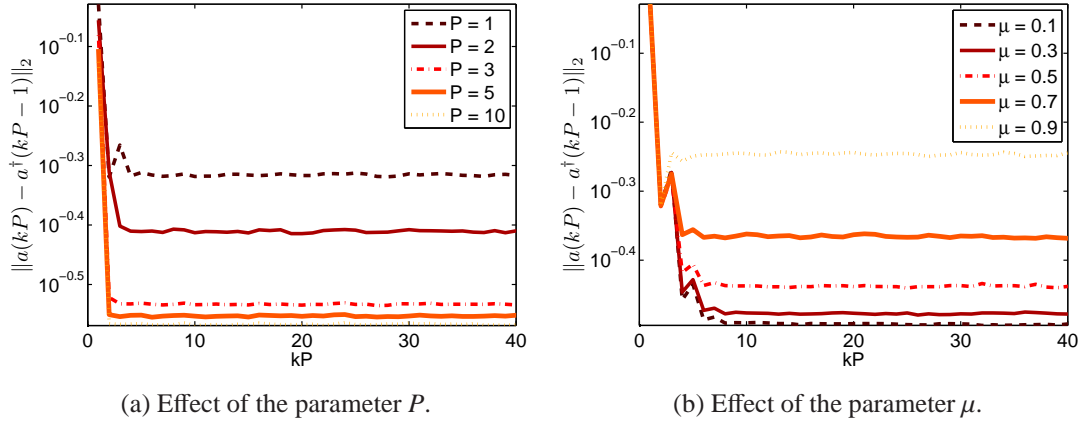 ‖a(kP) − a†(kP − 1)‖₂
10^−0.1
10^−0.2
10^−0.3
10^−0.4
10^−0.5
0 10 20 30 40
kP
P = 1
P = 2
P = 3
P = 5
P = 10
(a) Effect of the parameter P.
‖a(kP) − a†(kP − 1)‖₂
10^−0.1
10^−0.2
10^−0.3
10^−0.4
0 10 20 30 40
kP
μ = 0.1
μ = 0.3
μ = 0.5
μ = 0.7
μ = 0.9
(b) Effect of the parameter μ.